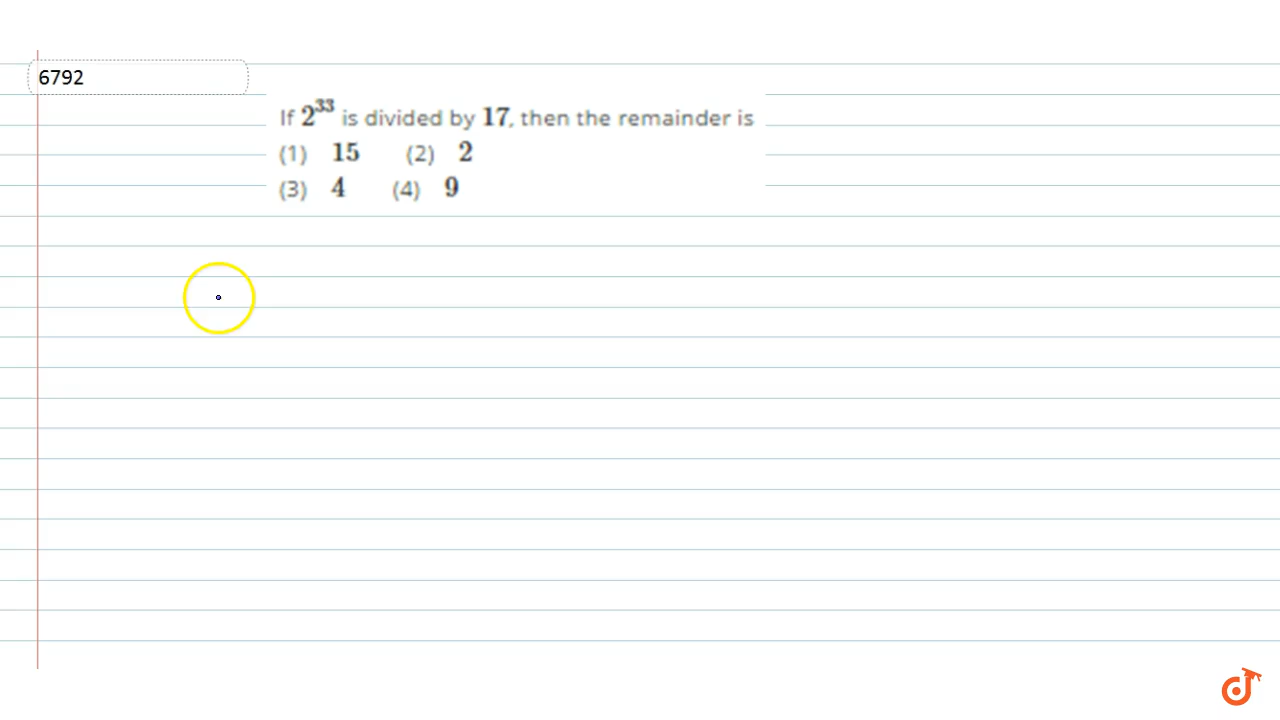 6792
If 2^33 is divided by 17, then the remainder is
(1) 15 (2) 2
(3) 4 (4) 9